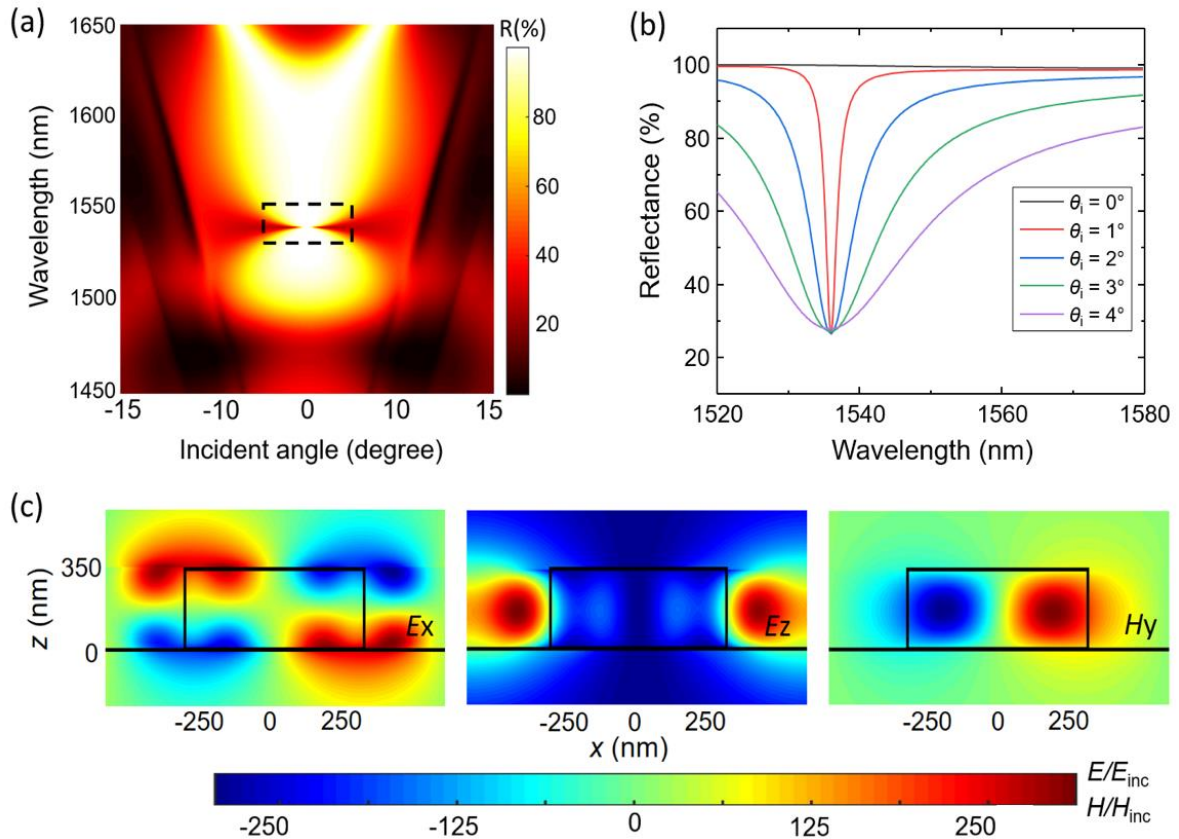 (a)
R(%)
1650
1600
1550
1500
1450
80
60
40
20
Wavelength (nm)
-15 -10 0 10 15
Incident angle (degree)
(b)
100
80
60
40
20
Reflectance (%)
θi = 0°
θi = 1°
θi = 2°
θi = 3°
θi = 4°
1520 1540 1560 1580
Wavelength (nm)
(c)
350
0
z (nm)
Ex
Ez
Hy
-250 0 250
-250 0 250
-250 0 250
x (nm)
E/Einc
H/Hinc
-250 -125 0 125 250